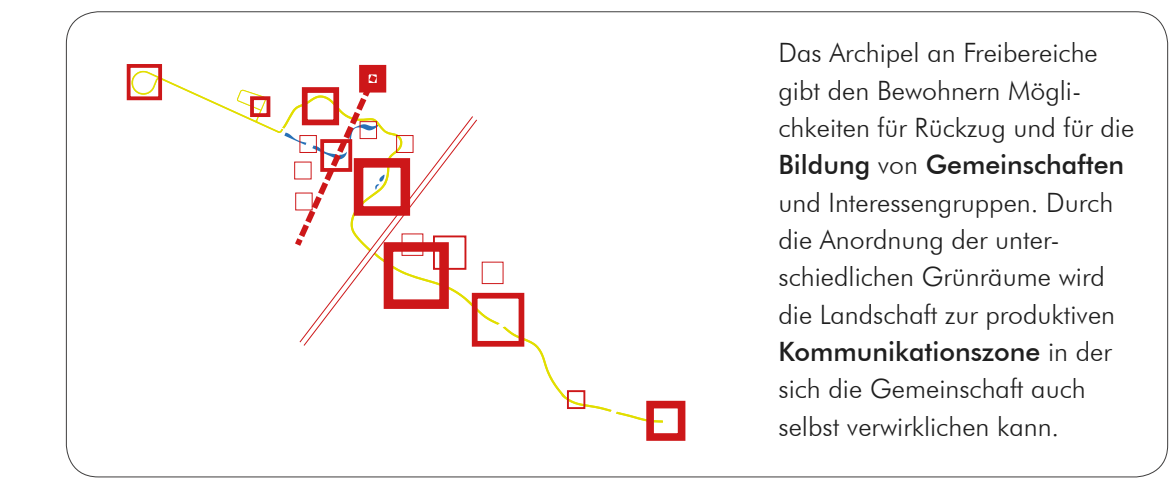 Das Archipel an Freibereiche
gibt den Bewohnern Mögli-
chkeiten für Rückzug und für die
Bildung von Gemeinschaften
und Interessengruppen. Durch
die Anordnung der unter-
schiedlichen Grünräume wird
die Landschaft zur produktiven
Kommunikationszone in der
sich die Gemeinschaft auch
selbst verwirklichen kann.